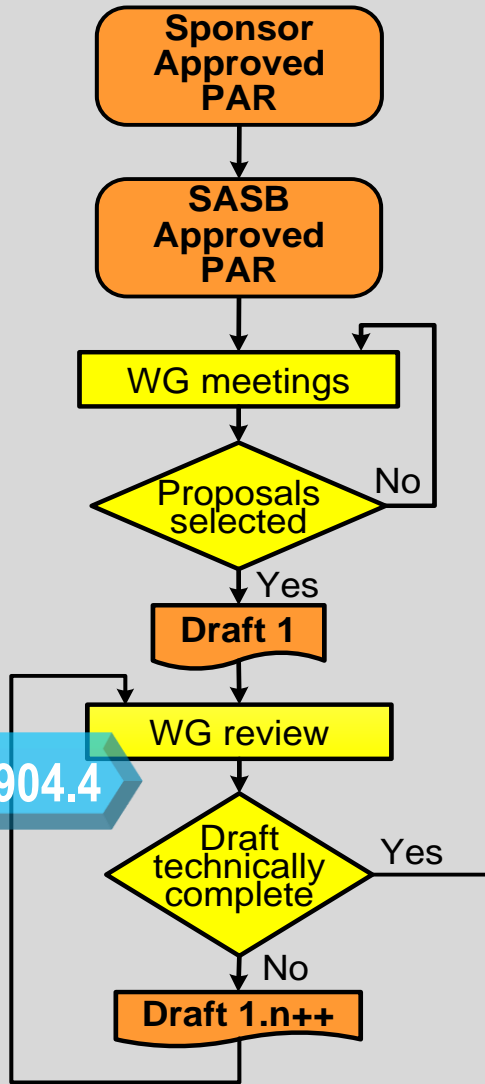 Sponsor
Approved
PAR
SASB
Approved
PAR
WG meetings
Proposals
selected
No
Yes
Draft 1
WG review
904.4
Draft
technically
complete
Yes
No
Draft 1.n++